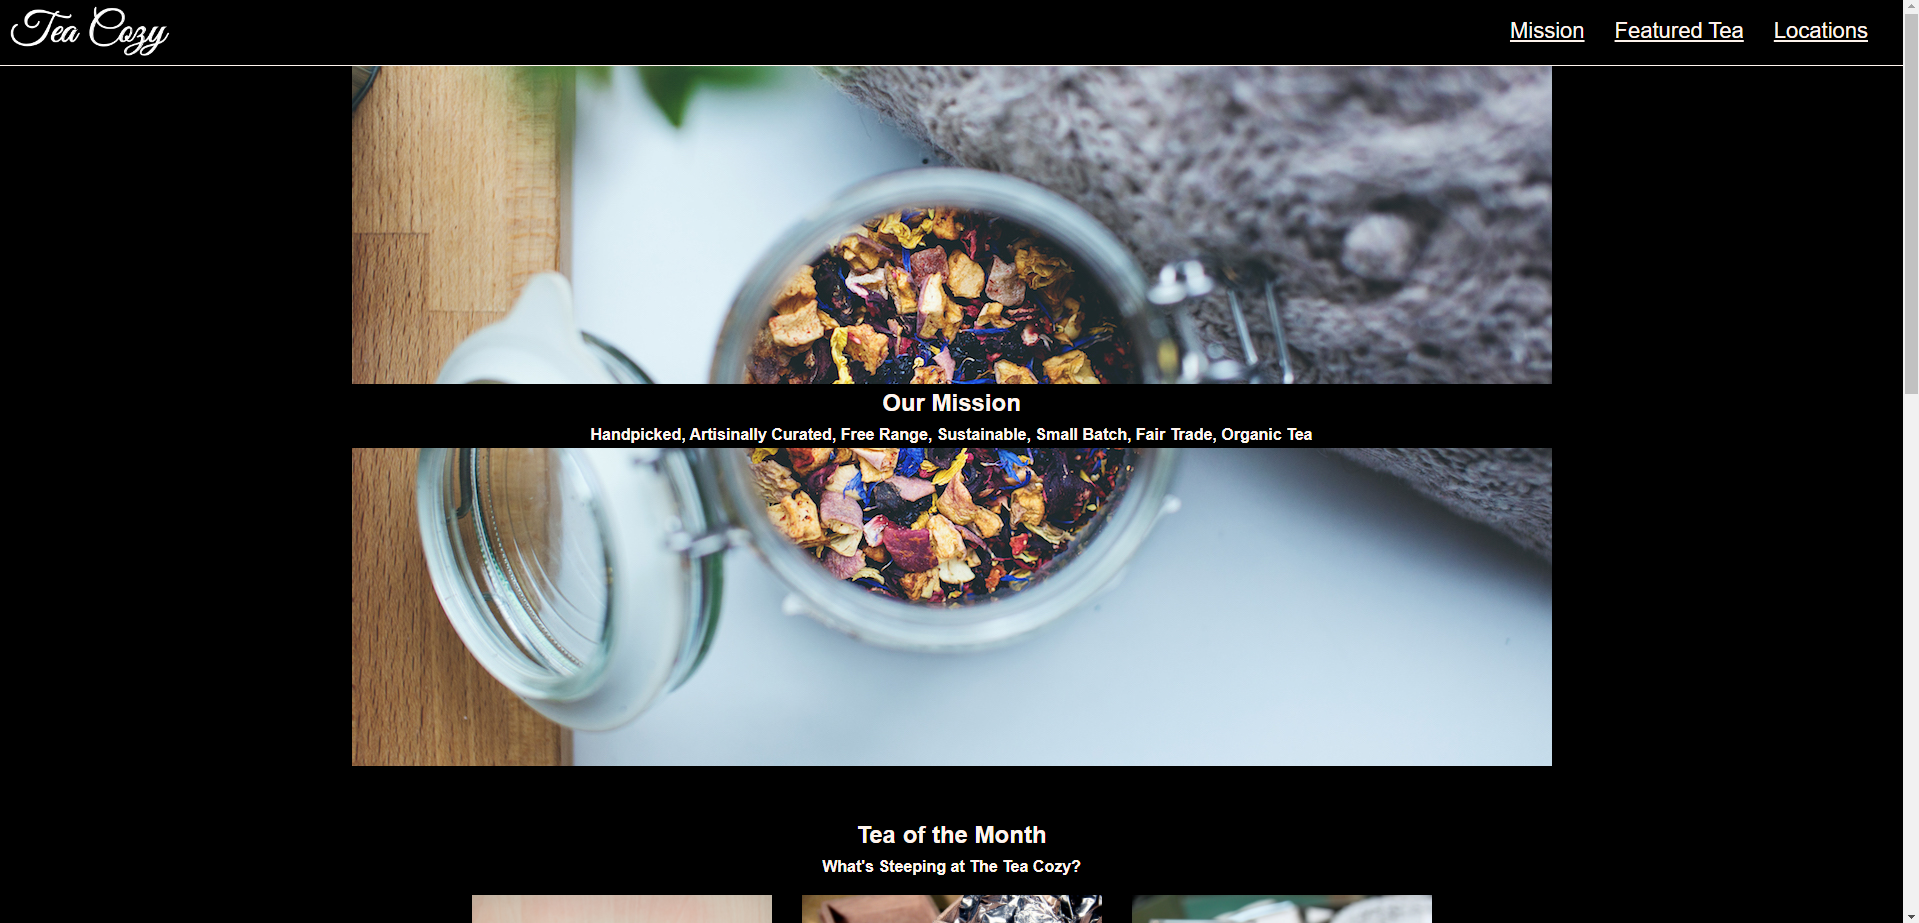 Tea Cozy
Mission Featured Tea Locations
Our Mission
Handpicked, Artisinally Curated, Free Range, Sustainable, Small Batch, Fair Trade, Organic Tea
Tea of the Month
What's Steeping at The Tea Cozy?